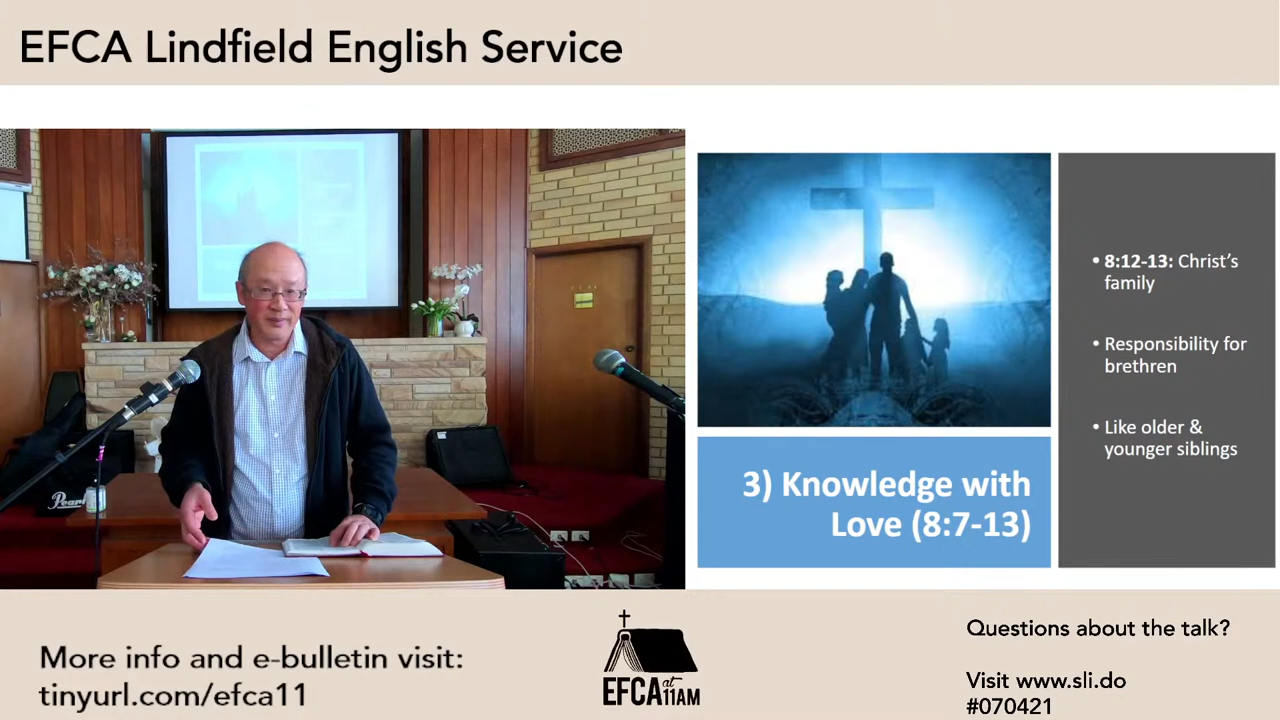 EFCA Lindfield English Service
• 8:12-13: Christ's
family
• Responsibility for
brethren
• Like older &
younger siblings
3) Knowledge with
Love (8:7-13)
Pearl
More info and e-bulletin visit:
tinyurl.com/efca11
EFCA at 11AM
Questions about the talk?
Visit www.sli.do
#070421